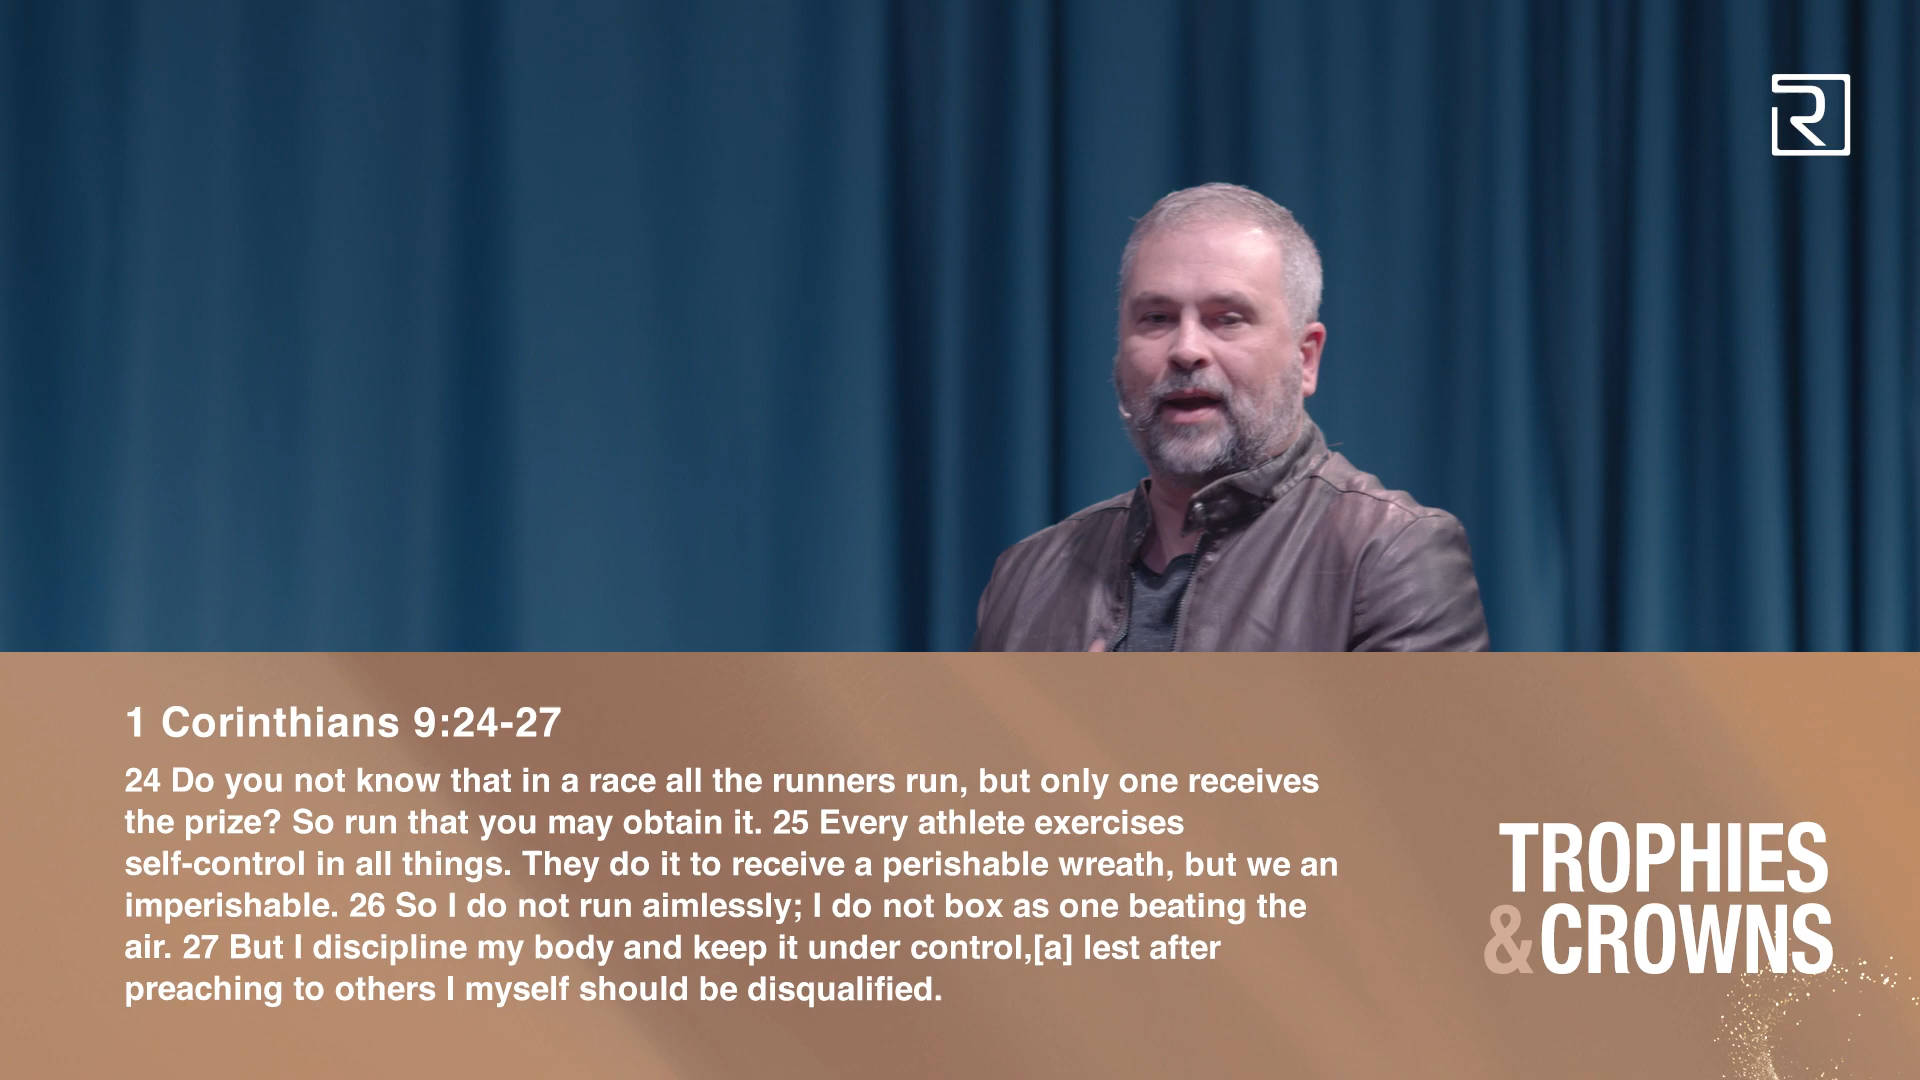 R
1 Corinthians 9:24-27
24 Do you not know that in a race all the runners run, but only one receives
the prize? So run that you may obtain it. 25 Every athlete exercises
self-control in all things. They do it to receive a perishable wreath, but we an
imperishable. 26 So I do not run aimlessly; I do not box as one beating the
air. 27 But I discipline my body and keep it under control,[a] lest after
preaching to others I myself should be disqualified.
TROPHIES
&CROWNS